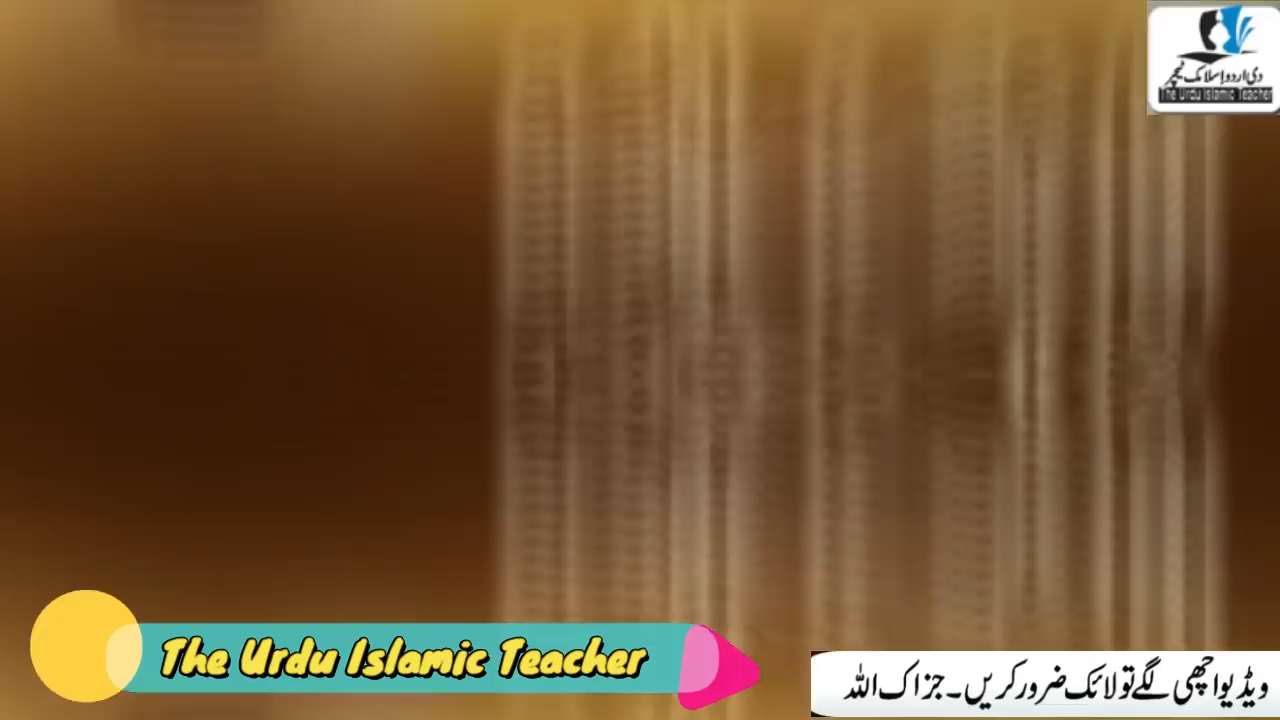 دی اردو اسلامک ٹیچر
The Urdu Islamic Teacher
The Urdu Islamic Teacher
ویڈیو اچھی لگے تو لائک ضرور کریں۔ جزاک اللہ